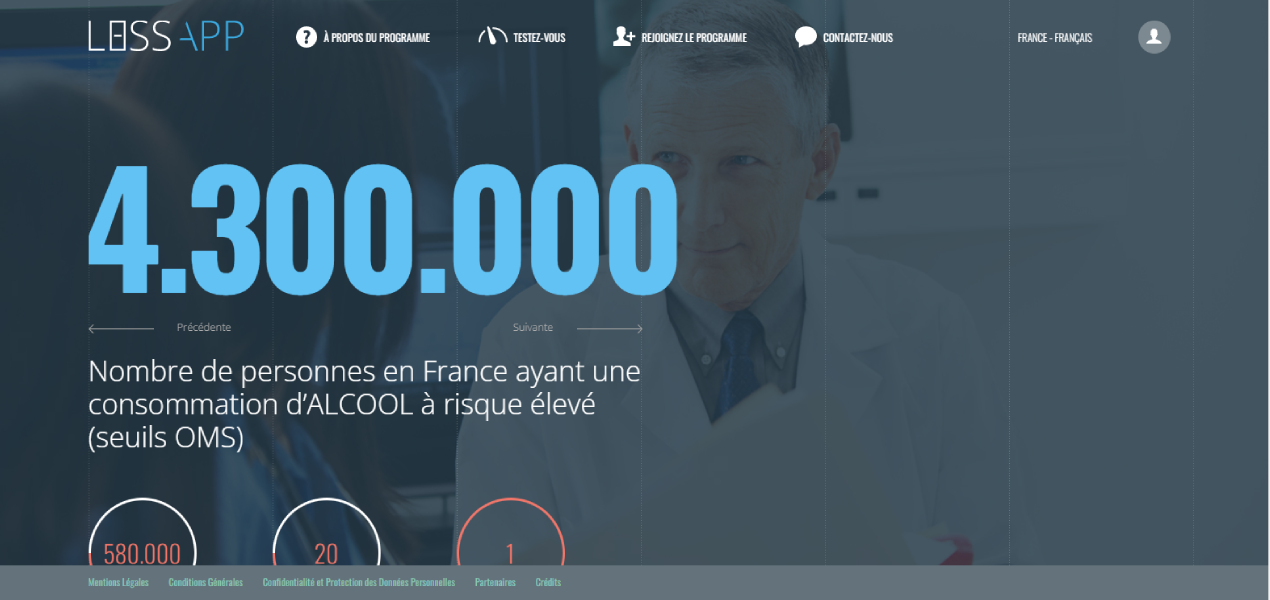 LESS APP
À PROPOS DU PROGRAMME
TESTEZ-VOUS
REJOIGNEZ LE PROGRAMME
CONTACTEZ-NOUS
FRANCE - FRANÇAIS
4.300.000
Précédente
Suivante
Nombre de personnes en France ayant une
consommation d’ALCOOL à risque élevé
(seuils OMS)
580.000
20
1
Mentions Légales
Conditions Générales
Confidentialité et Protection des Données Personnelles
Partenaires
Crédits